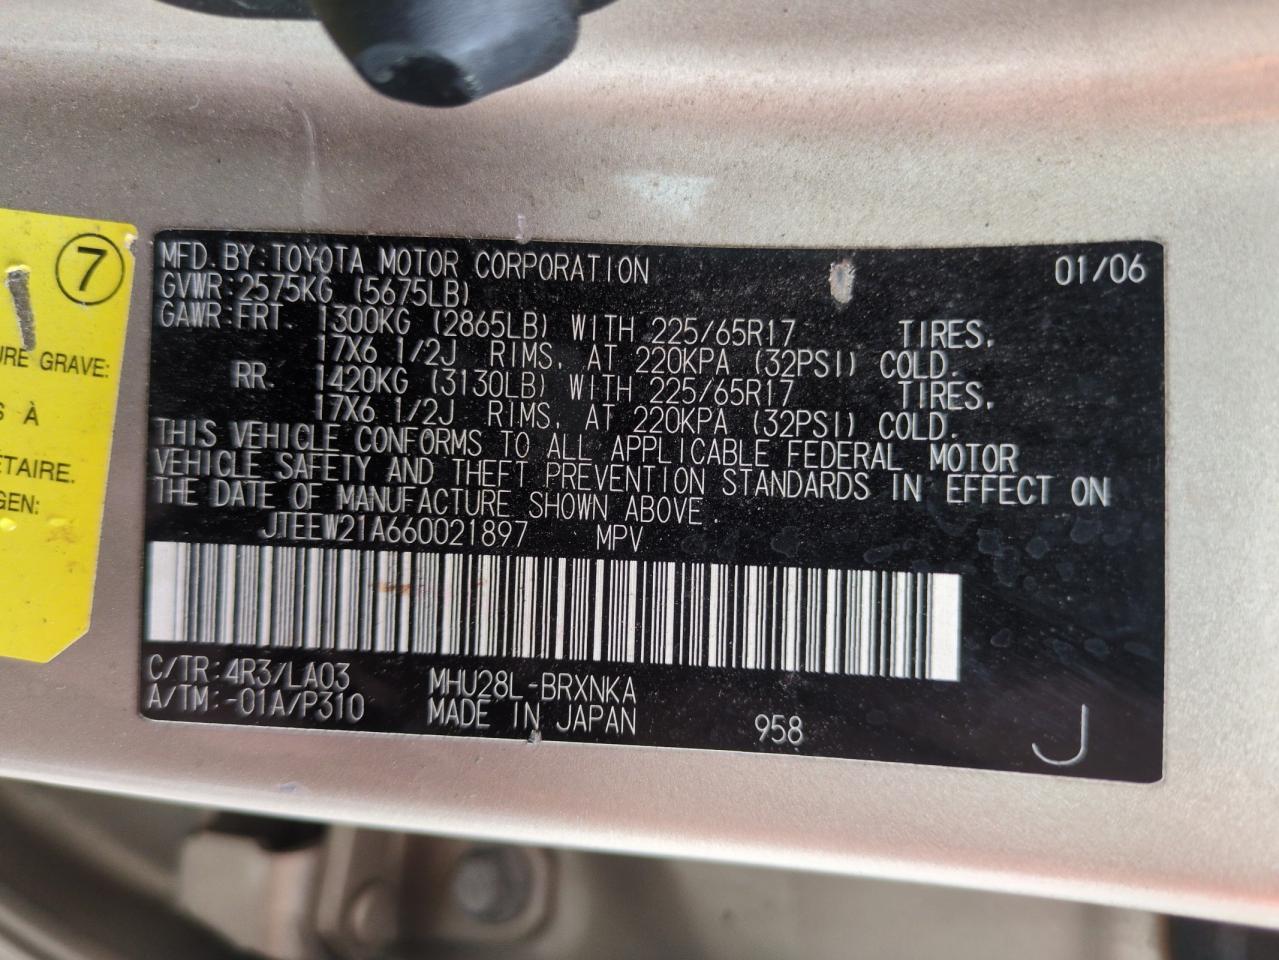 7
URE GRAVE:
S À
ÉTAIRE.
GEN:
MFD. BY: TOYOTA MOTOR CORPORATION 01/06
GVWR: 2575KG (5675LB)
GAWR: FRT. 1300KG (2865LB) WITH 225/65R17 TIRES,
17X6 1/2J RIMS, AT 220KPA (32PSI) COLD.
RR. 1420KG (3130LB) WITH 225/65R17 TIRES,
17X6 1/2J RIMS, AT 220KPA (32PSI) COLD.
THIS VEHICLE CONFORMS TO ALL APPLICABLE FEDERAL MOTOR
VEHICLE SAFETY AND THEFT PREVENTION STANDARDS IN EFFECT ON
THE DATE OF MANUFACTURE SHOWN ABOVE.
JTEEW21A660021897 MPV
C/TR: 4R3/LA03 MHU28L-BRXNKA
A/TM: -01A/P310 MADE IN JAPAN 958 J